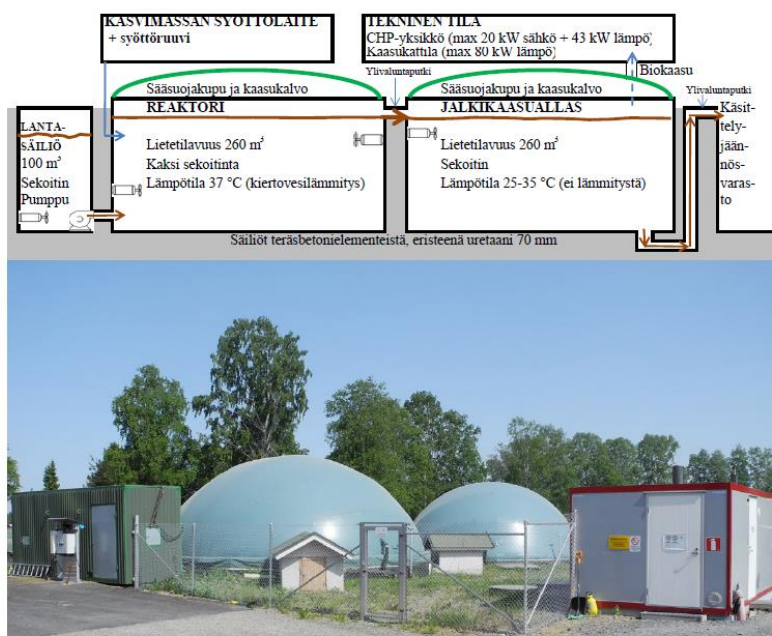 KASVIMASSAN SYÖTTÖLAITE
+ syöttöruuvi
TEKNINEN TILA
CHP-yksikkö (max 20 kW sähkö + 43 kW lämpö)
Kaasukattila (max 80 kW lämpö)
Biokaasu
Sääsuojakupu ja kaasukalvo
Ylivaluntaputki
Sääsuojakupu ja kaasukalvo
Ylivaluntaputki
LANTA-
SÄILIÖ
100 m³
Sekoitin
Pumppu
REAKTORI
Lietetilavuus 260 m³
Kaksi sekoitinta
Lämpötila 37 °C (kiertovesilämmitys)
JALKIKAASUALLAS
Lietetilavuus 260 m³
Sekoitin
Lämpötila 25-35 °C (ei lämmitystä)
Käsit-
tely-
jään-
nös-
varas-
to
Säiliöt teräsbetonielementeistä, eristeenä uretaani 70 mm